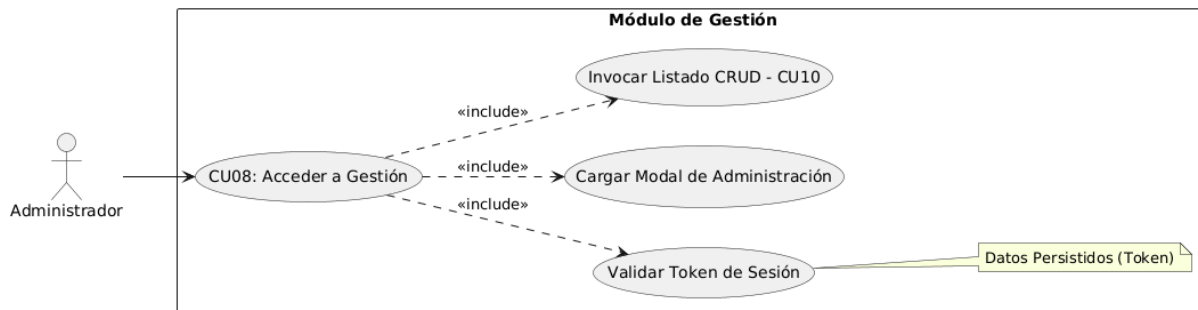 Módulo de Gestión
Invocar Listado CRUD - CU10
«include»
CU08: Acceder a Gestión
«include»
Cargar Modal de Administración
Administrador
«include»
Validar Token de Sesión
Datos Persistidos (Token)